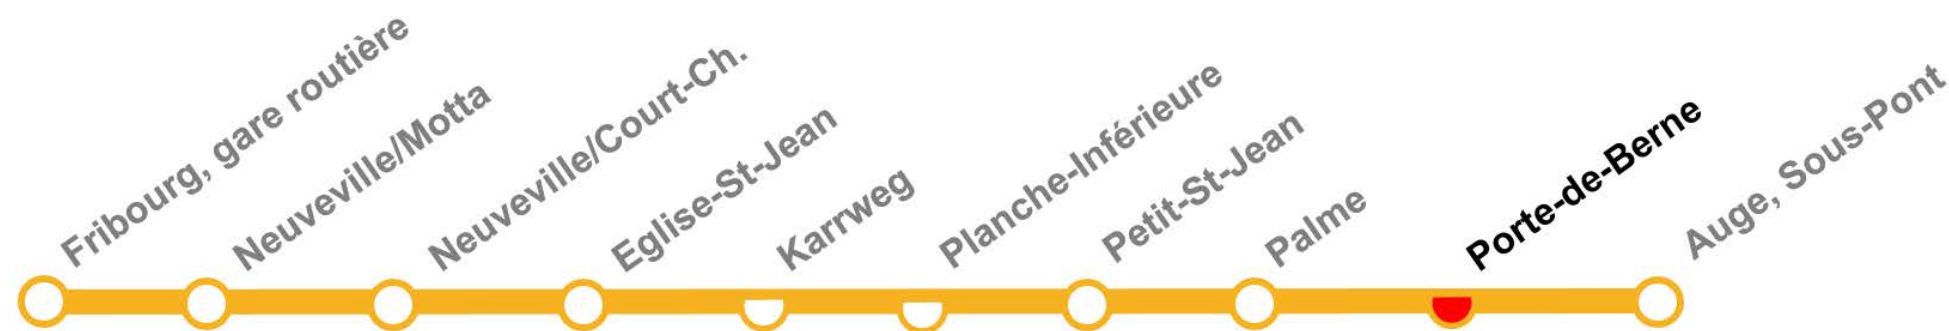 Fribourg, gare routière
Neuveville/Motta
Neuveville/Court-Ch.
Eglise-St-Jean
Karrweg
Planche-Inférieure
Petit-St-Jean
Palme
Porte-de-Berne
Auge, Sous-Pont